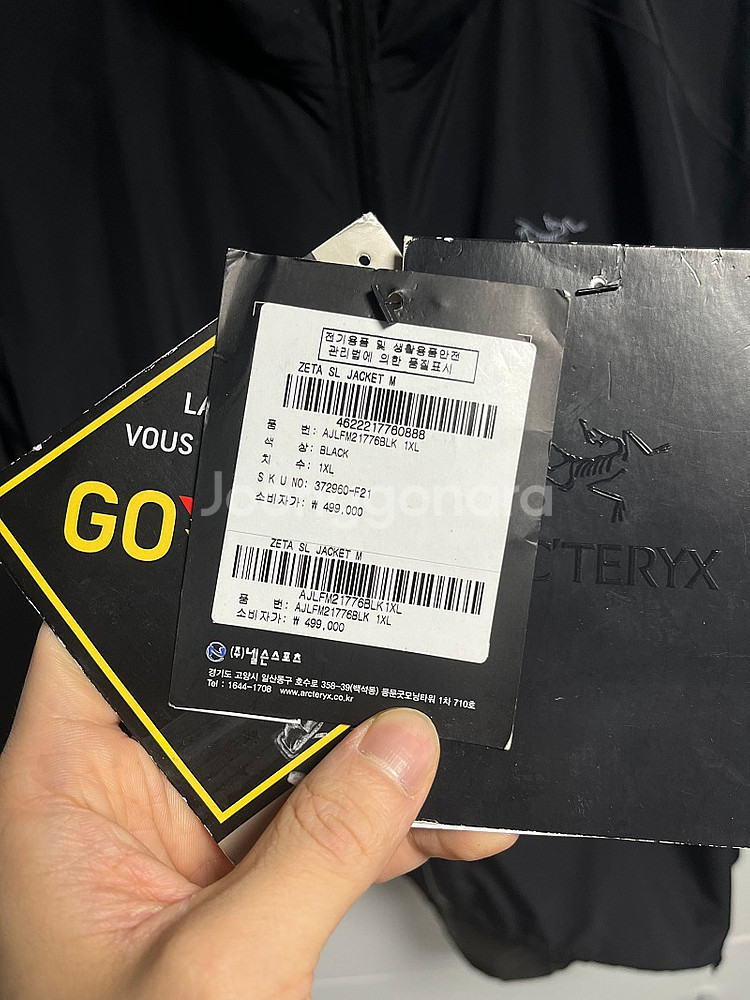 LA
VOUS
GO
전기용품 및 생활용품안전
관리법에 의한 품질표시
ZETA SL JACKET M
4622217760888
품 번: AJLFM21776BLK 1XL
색 상: BLACK
치 수: 1XL
SKU NO: 372960-F21
소비자가: ₩ 499,000
ZETA SL JACKET M
AJLFM21776BLK1XL
품 번: AJLFM21776BLK 1XL
소비자가: ₩ 499,000
(주)넬슨스포츠
경기도 고양시 일산동구 호수로 358-39(백석동) 동문굿모닝타워 1차 710호
Tel : 1644-1708 www.arcteryx.co.kr
C'TERYX
Joonggonara